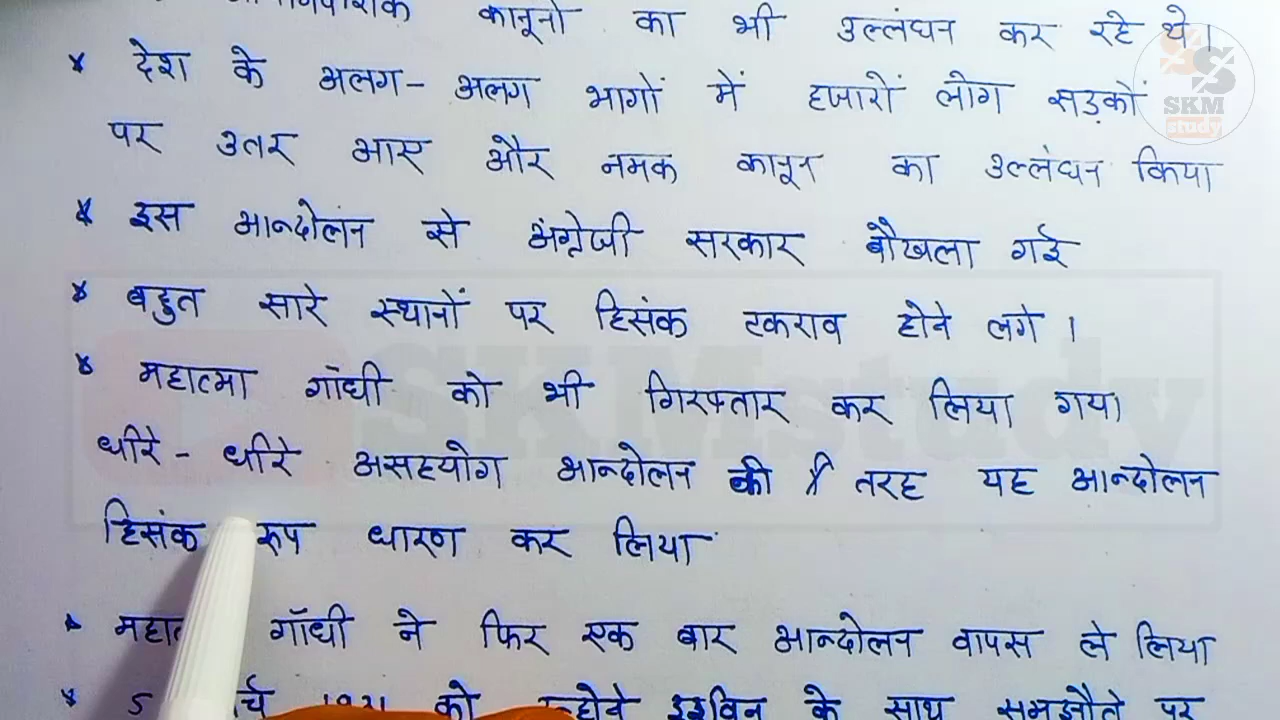 कानूनों का भी उल्लंघन कर रहे थे।
* देश के अलग- अलग भागों में हजारों लोग सड़कों
पर उतर आए और नमक कानून का उल्लंघन किया
* इस आन्दोलन से अंग्रेजी सरकार बौखला गई
* बहुत सारे स्थानों पर हिसंक टकराव होने लगे ।
* महात्मा गांधी को भी गिरफ्तार कर लिया गया
धीरे - धीरे असहयोग आन्दोलन की तरह यह आन्दोलन
हिसंक रूप धारण कर लिया
* गाँधी ने फिर एक बार आन्दोलन वापस ले लिया
* 5 को इरविन के साथ समझौते पर
SKM
study
SKMstudy